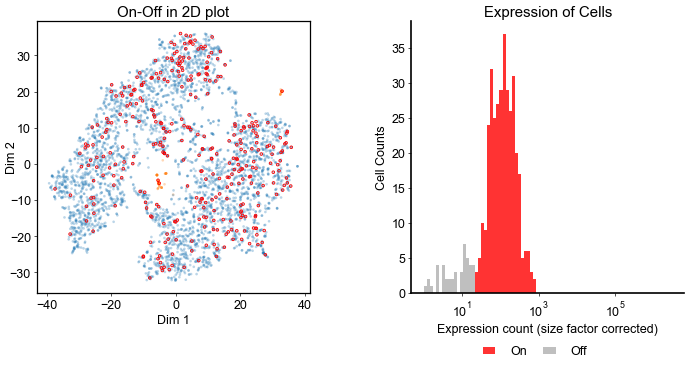 On-Off in 2D plot
Dim 2
30
20
10
0
−10
−20
−30
−40
−20
0
20
40
Dim 1
Expression of Cells
Cell Counts
35
30
25
20
15
10
5
0
10^1
10^3
10^5
Expression count (size factor corrected)
On
Off